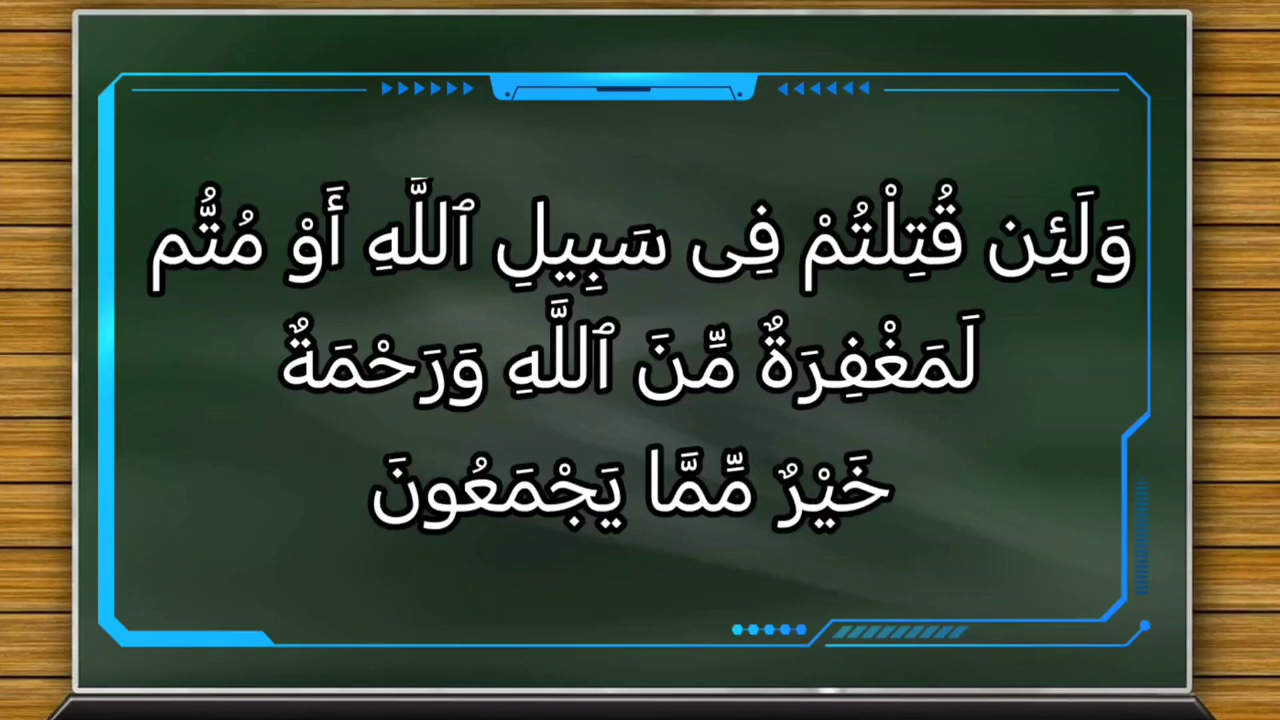 وَلَئِن قُتِلْتُمْ فِى سَبِيلِ ٱللَّهِ أَوْ مُتُّم
لَمَغْفِرَةٌ مِّنَ ٱللَّهِ وَرَحْمَةٌ
خَيْرٌ مِّمَّا يَجْمَعُونَ